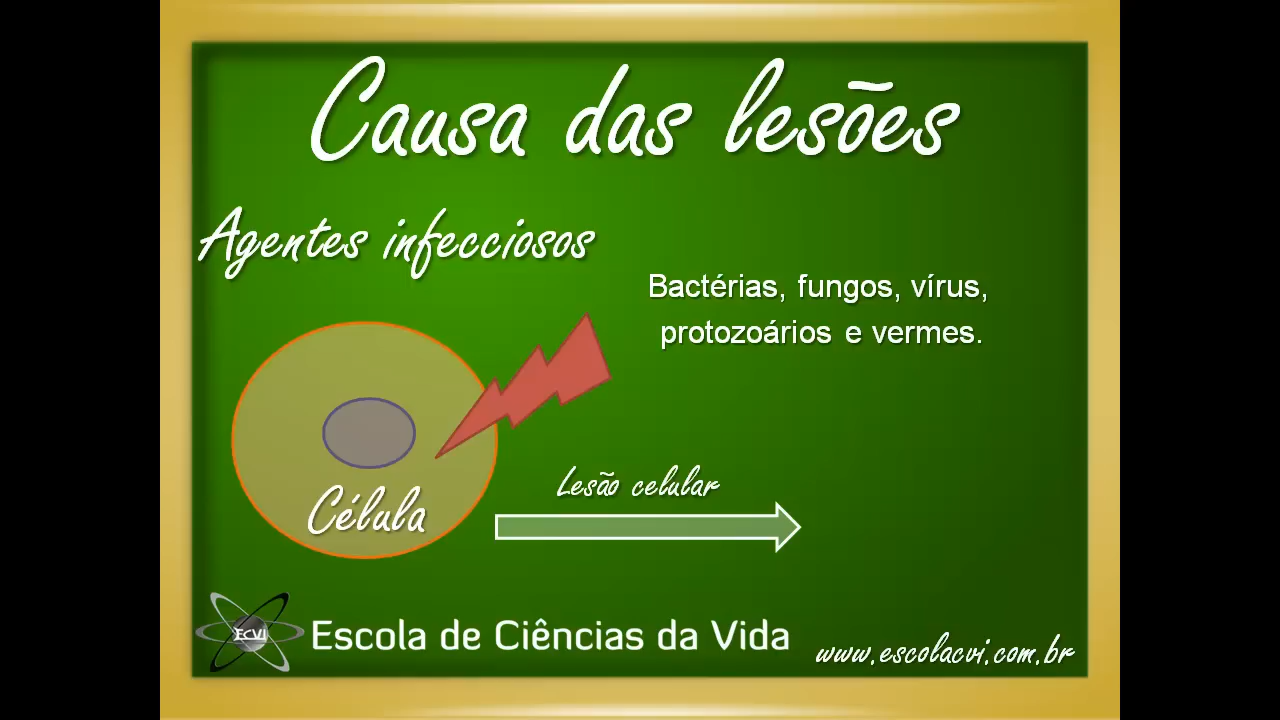 Causa das lesões
Agentes infecciosos
Bactérias, fungos, vírus,
protozoários e vermes.
Lesão celular
Célula
ECVI
Escola de Ciências da Vida
www.escolacvi.com.br